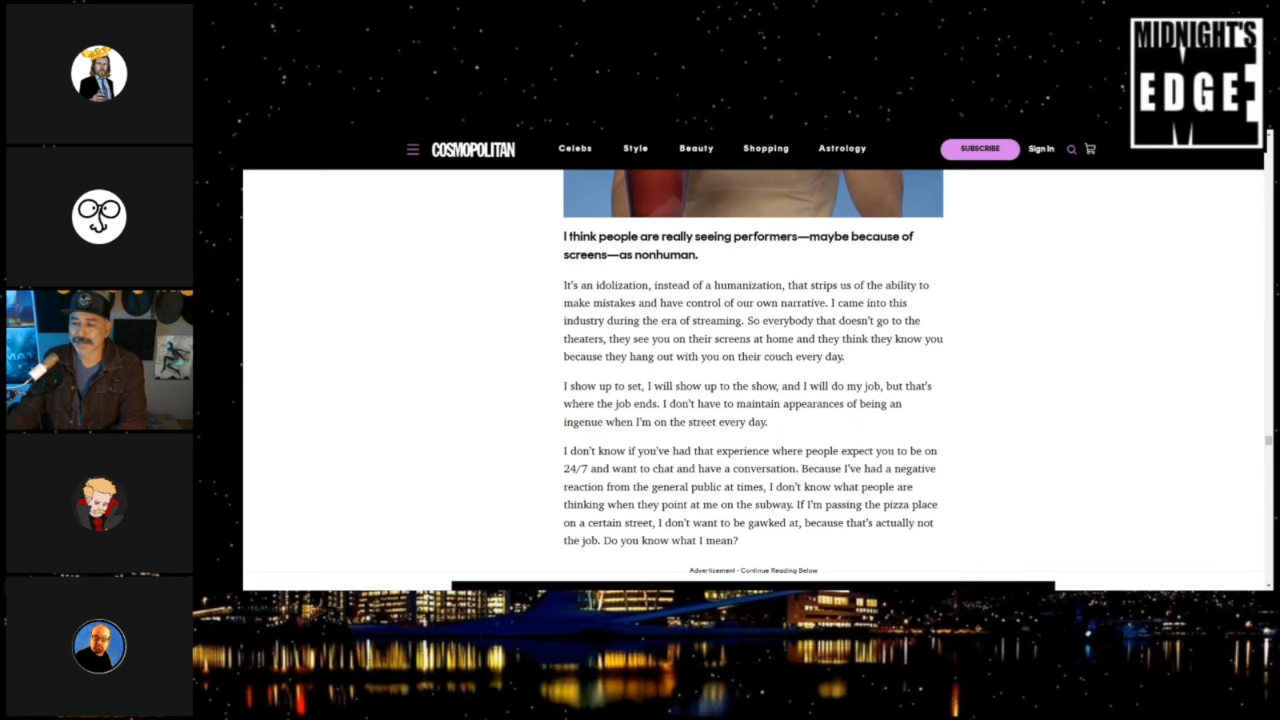 MIDNIGHT'S
EDGE
COSMOPOLITAN
Celebs Style Beauty Shopping Astrology
SUBSCRIBE Sign In
I think people are really seeing performers—maybe because of
screens—as nonhuman.
It's an idolization, instead of a humanization, that strips us of the ability to
make mistakes and have control of our own narrative. I came into this
industry during the era of streaming. So everybody that doesn't go to the
theaters, they see you on their screens at home and they think they know you
because they hang out with you on their couch every day.
I show up to set, I will show up to the show, and I will do my job, but that's
where the job ends. I don't have to maintain appearances of being an
ingenue when I'm on the street every day.
I don't know if you've had that experience where people expect you to be on
24/7 and want to chat and have a conversation. Because I've had a negative
reaction from the general public at times, I don't know what people are
thinking when they point at me on the subway. If I'm passing the pizza place
on a certain street, I don't want to be gawked at, because that's actually not
the job. Do you know what I mean?
Advertisement - Continue Reading Below